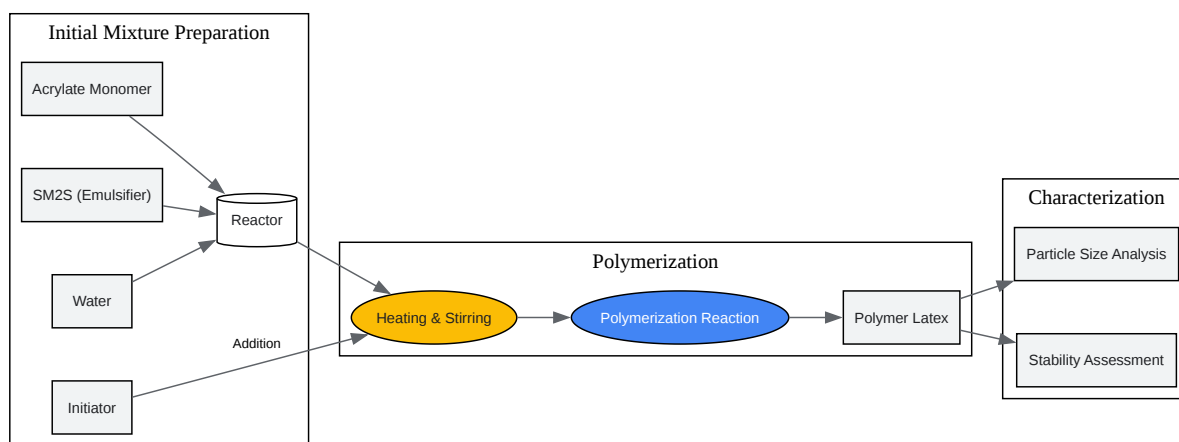 Initial Mixture Preparation
Acrylate Monomer
SM2S (Emulsifier)
Reactor
Water
Initiator
Addition
Polymerization
Heating & Stirring
Polymerization Reaction
Polymer Latex
Characterization
Particle Size Analysis
Stability Assessment